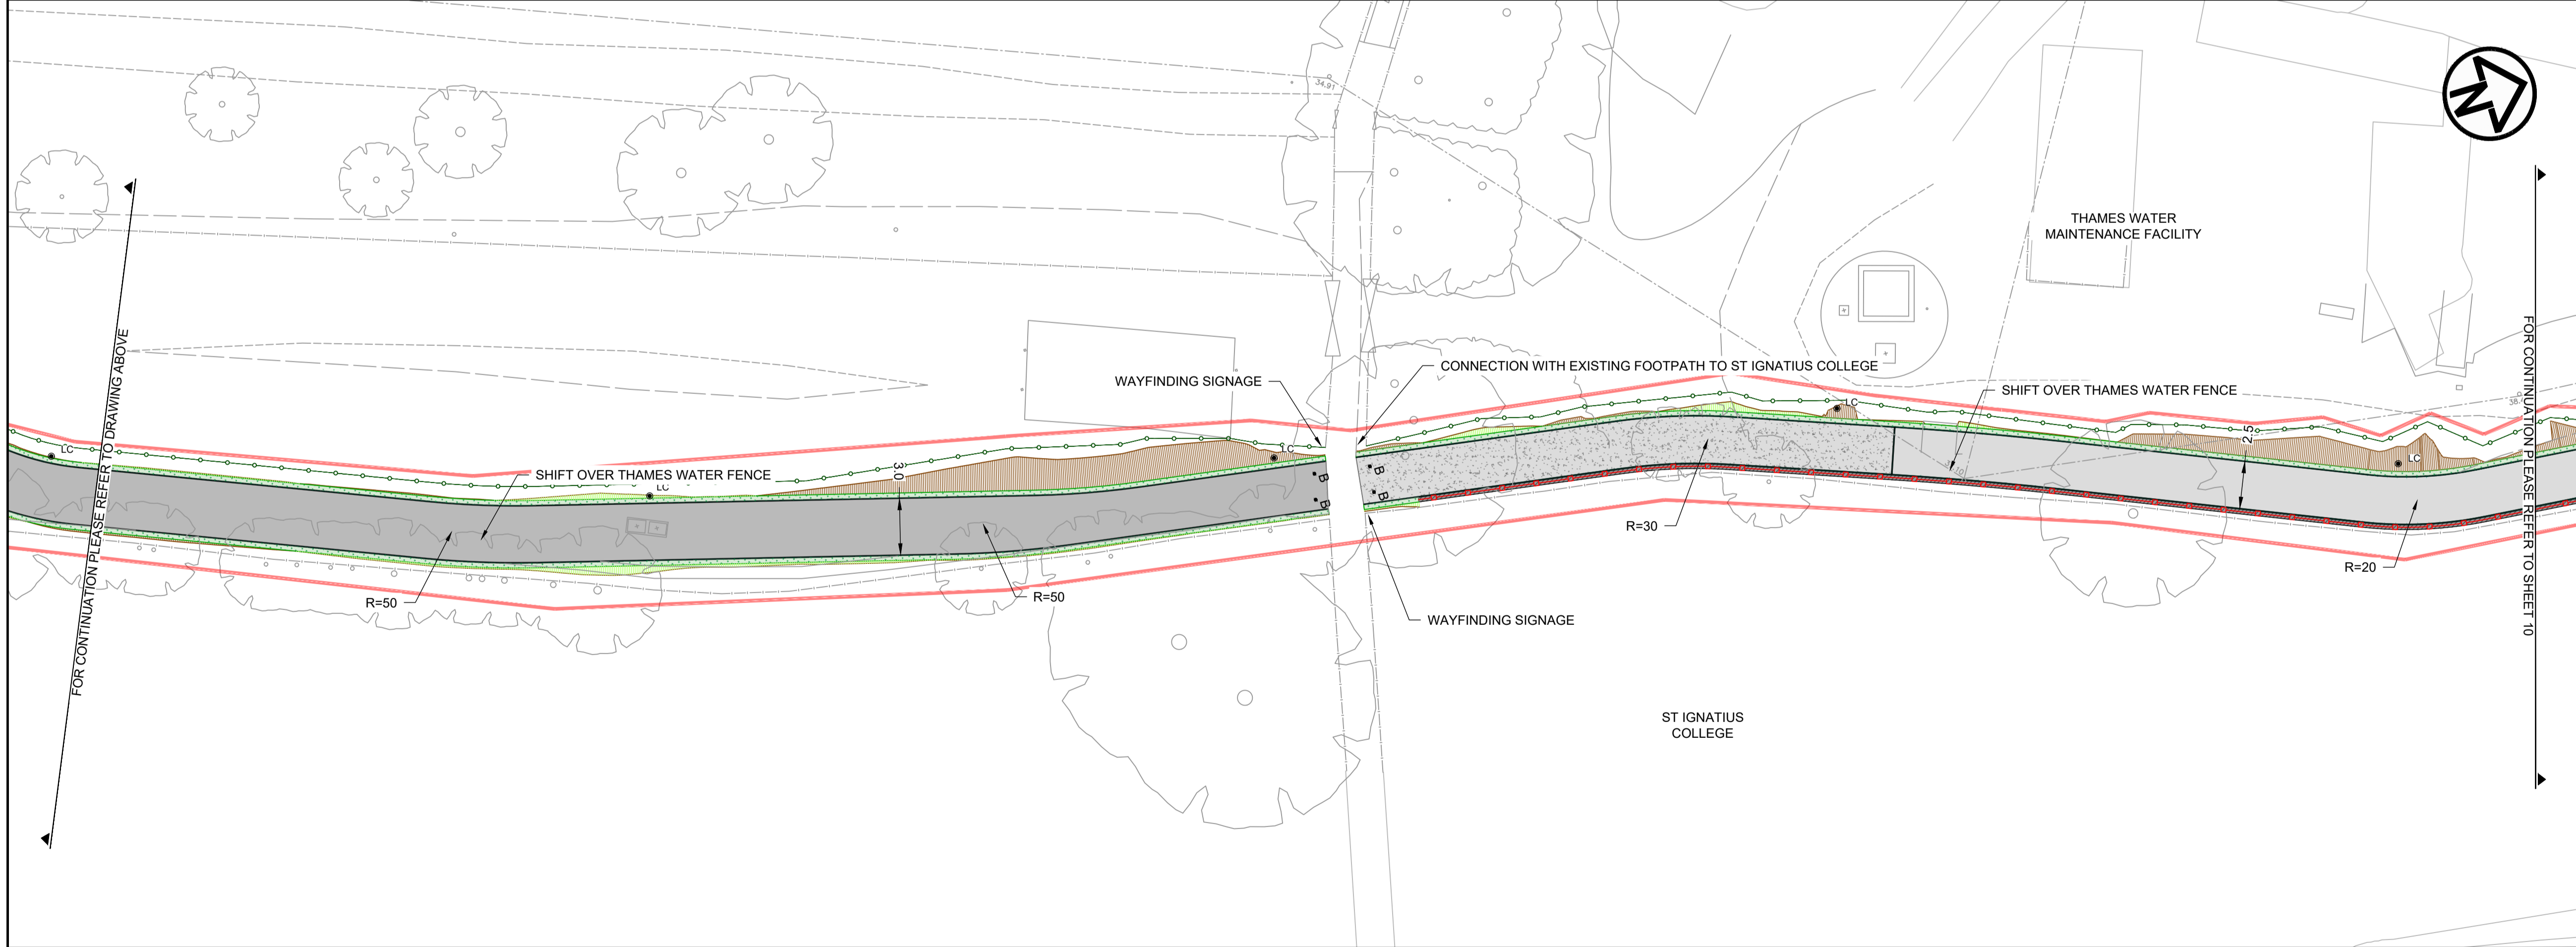 34.91
N
THAMES WATER
MAINTENANCE FACILITY
FOR CONTINUATION PLEASE REFER TO DRAWING ABOVE
FOR CONTINUATION PLEASE REFER TO SHEET 10
WAYFINDING SIGNAGE
CONNECTION WITH EXISTING FOOTPATH TO ST IGNATIUS COLLEGE
SHIFT OVER THAMES WATER FENCE
LC
LC
LC
LC
LC
SHIFT OVER THAMES WATER FENCE
3.0
2.5
B
B
B
B
R=50
R=50
R=30
R=20
WAYFINDING SIGNAGE
ST IGNATIUS
COLLEGE